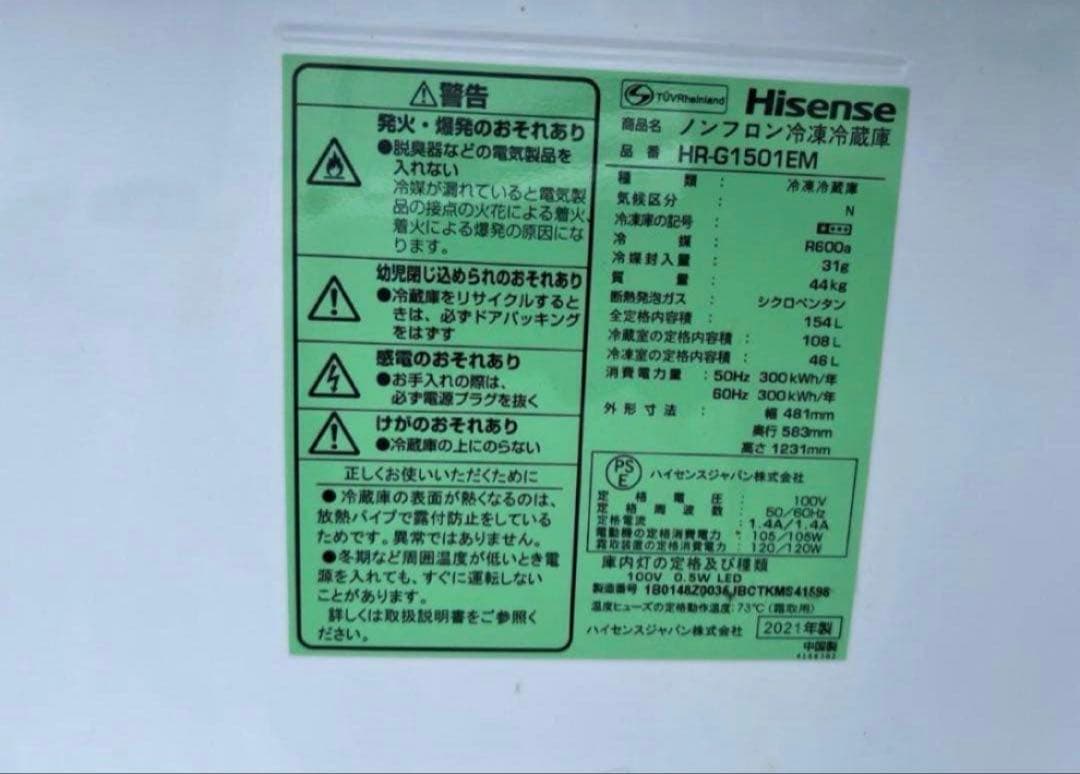 警告
発火・爆発のおそれあり
●脱臭器などの電気製品を
入れない
冷媒が漏れていると電気製
品の接点の火花による着火
着火による爆発の原因にな
ります。
幼児閉じ込められのおそれあり
●冷蔵庫をリサイクルすると
きは、必ずドアパッキング
をはずす
感電のおそれあり
●お手入れの際は、
必ず電源プラグを抜く
けがのおそれあり
●冷蔵庫の上にのらない
正しくお使いいただくために
●冷蔵庫の表面が熱くなるのは、
放熱パイプで露付防止をしている
ためです。異常ではありません。
●冬期など周囲温度が低いとき電
源を入れても、すぐに運転しない
ことがあります。
詳しくは取扱説明書をご参照く
ださい。
TÜVRheinland Hisense
商品名 ノンフロン冷凍冷蔵庫
品番 HR-G1501EM
種類 : 冷凍冷蔵庫
気候区分 : N
冷凍庫の記号 :
冷媒 : R600a
冷媒封入量 : 31g
質量 : 44kg
断熱発泡ガス : シクロペンタン
全定格内容積 : 154L
冷蔵室の定格内容積 : 108L
冷凍室の定格内容積 : 46L
消費電力量 : 50Hz 300kWh/年
60Hz 300kWh/年
外形寸法 : 幅 481mm
奥行 583mm
高さ 1231mm
PSE ハイセンスジャパン株式会社
定格電圧 : 100V
定格周波数 : 50/60Hz
定格電流 : 1.4A/1.4A
電動機の定格消費電力 : 105/105W
霜取装置の定格消費電力 : 120/120W
庫内灯の定格及び種類
100V 0.5W LED
製造番号
温度ヒューズの定格動作温度:73℃(霜取用)
ハイセンスジャパン株式会社 2021年製
中国製